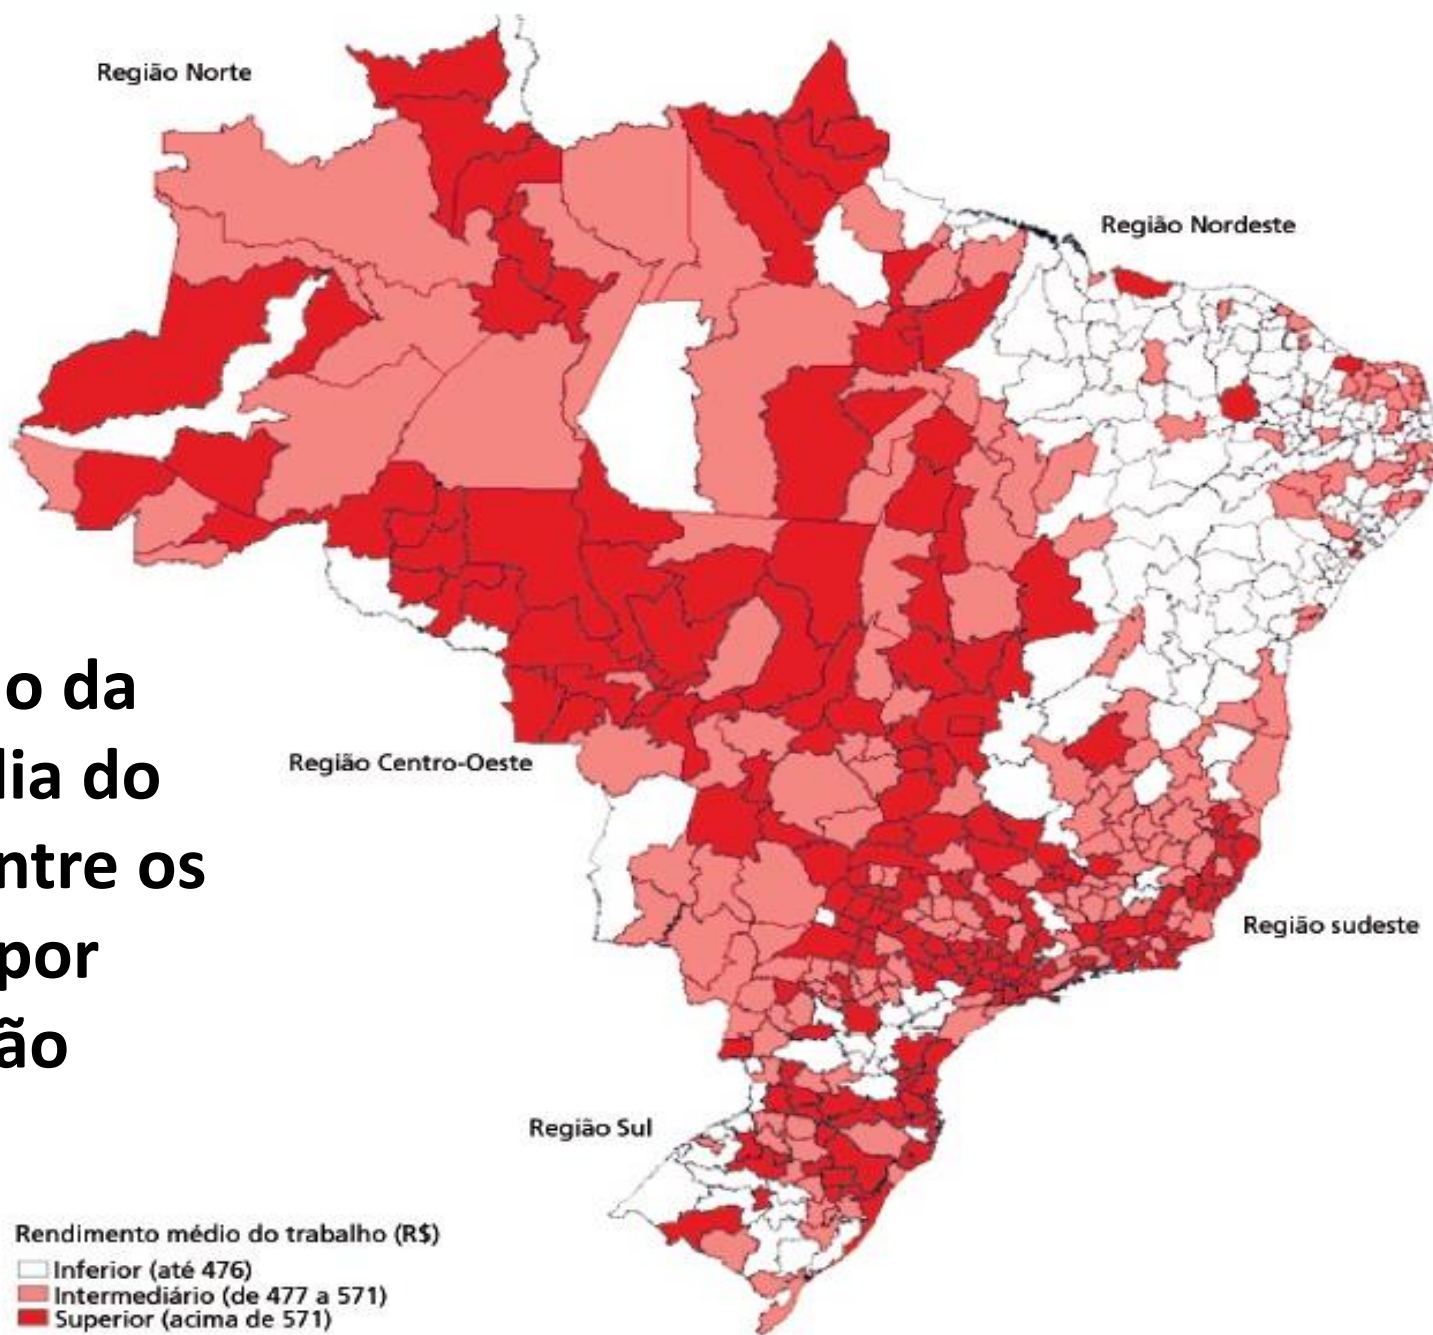 Região Norte
Região Nordeste
o da
dia do
ntre os
por
ão
Região Centro-Oeste
Região sudeste
Região Sul
Rendimento médio do trabalho (R$)
Inferior (até 476)
Intermediário (de 477 a 571)
Superior (acima de 571)